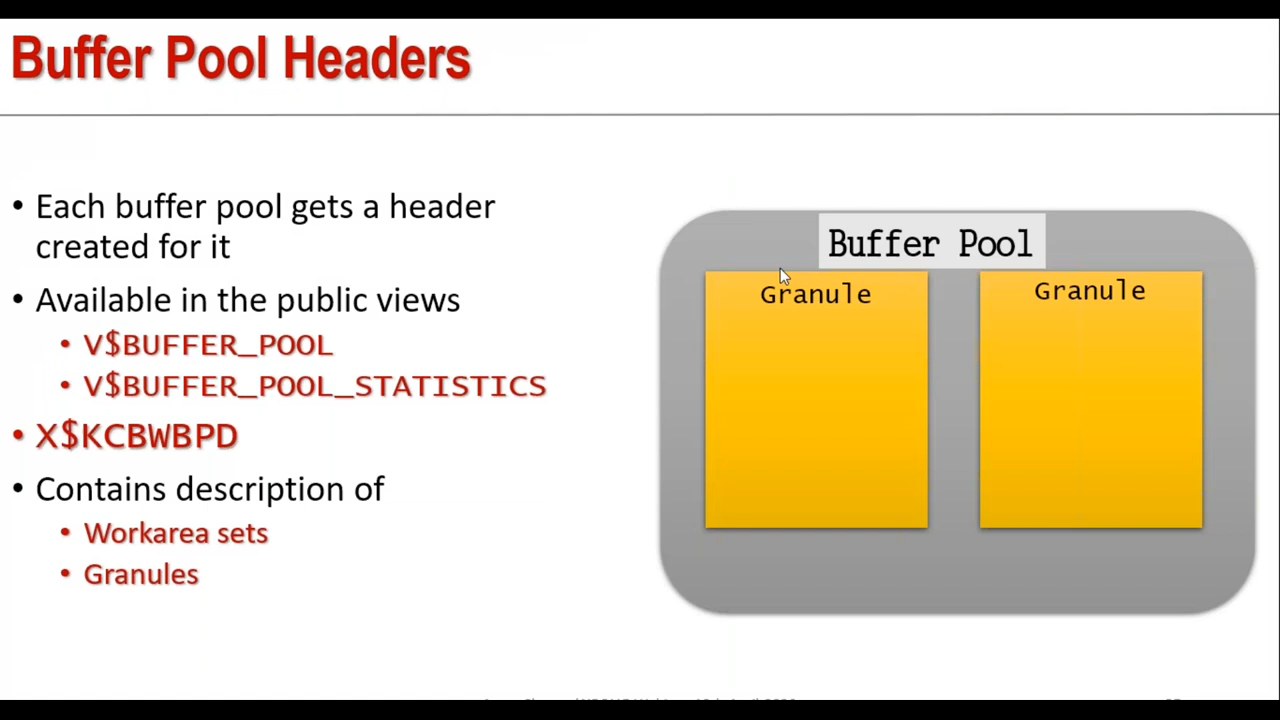 Buffer Pool Headers
• Each buffer pool gets a header
created for it
• Available in the public views
• V$BUFFER_POOL
• V$BUFFER_POOL_STATISTICS
• X$KCBWBPD
• Contains description of
• Workarea sets
• Granules
Buffer Pool
Granule
Granule